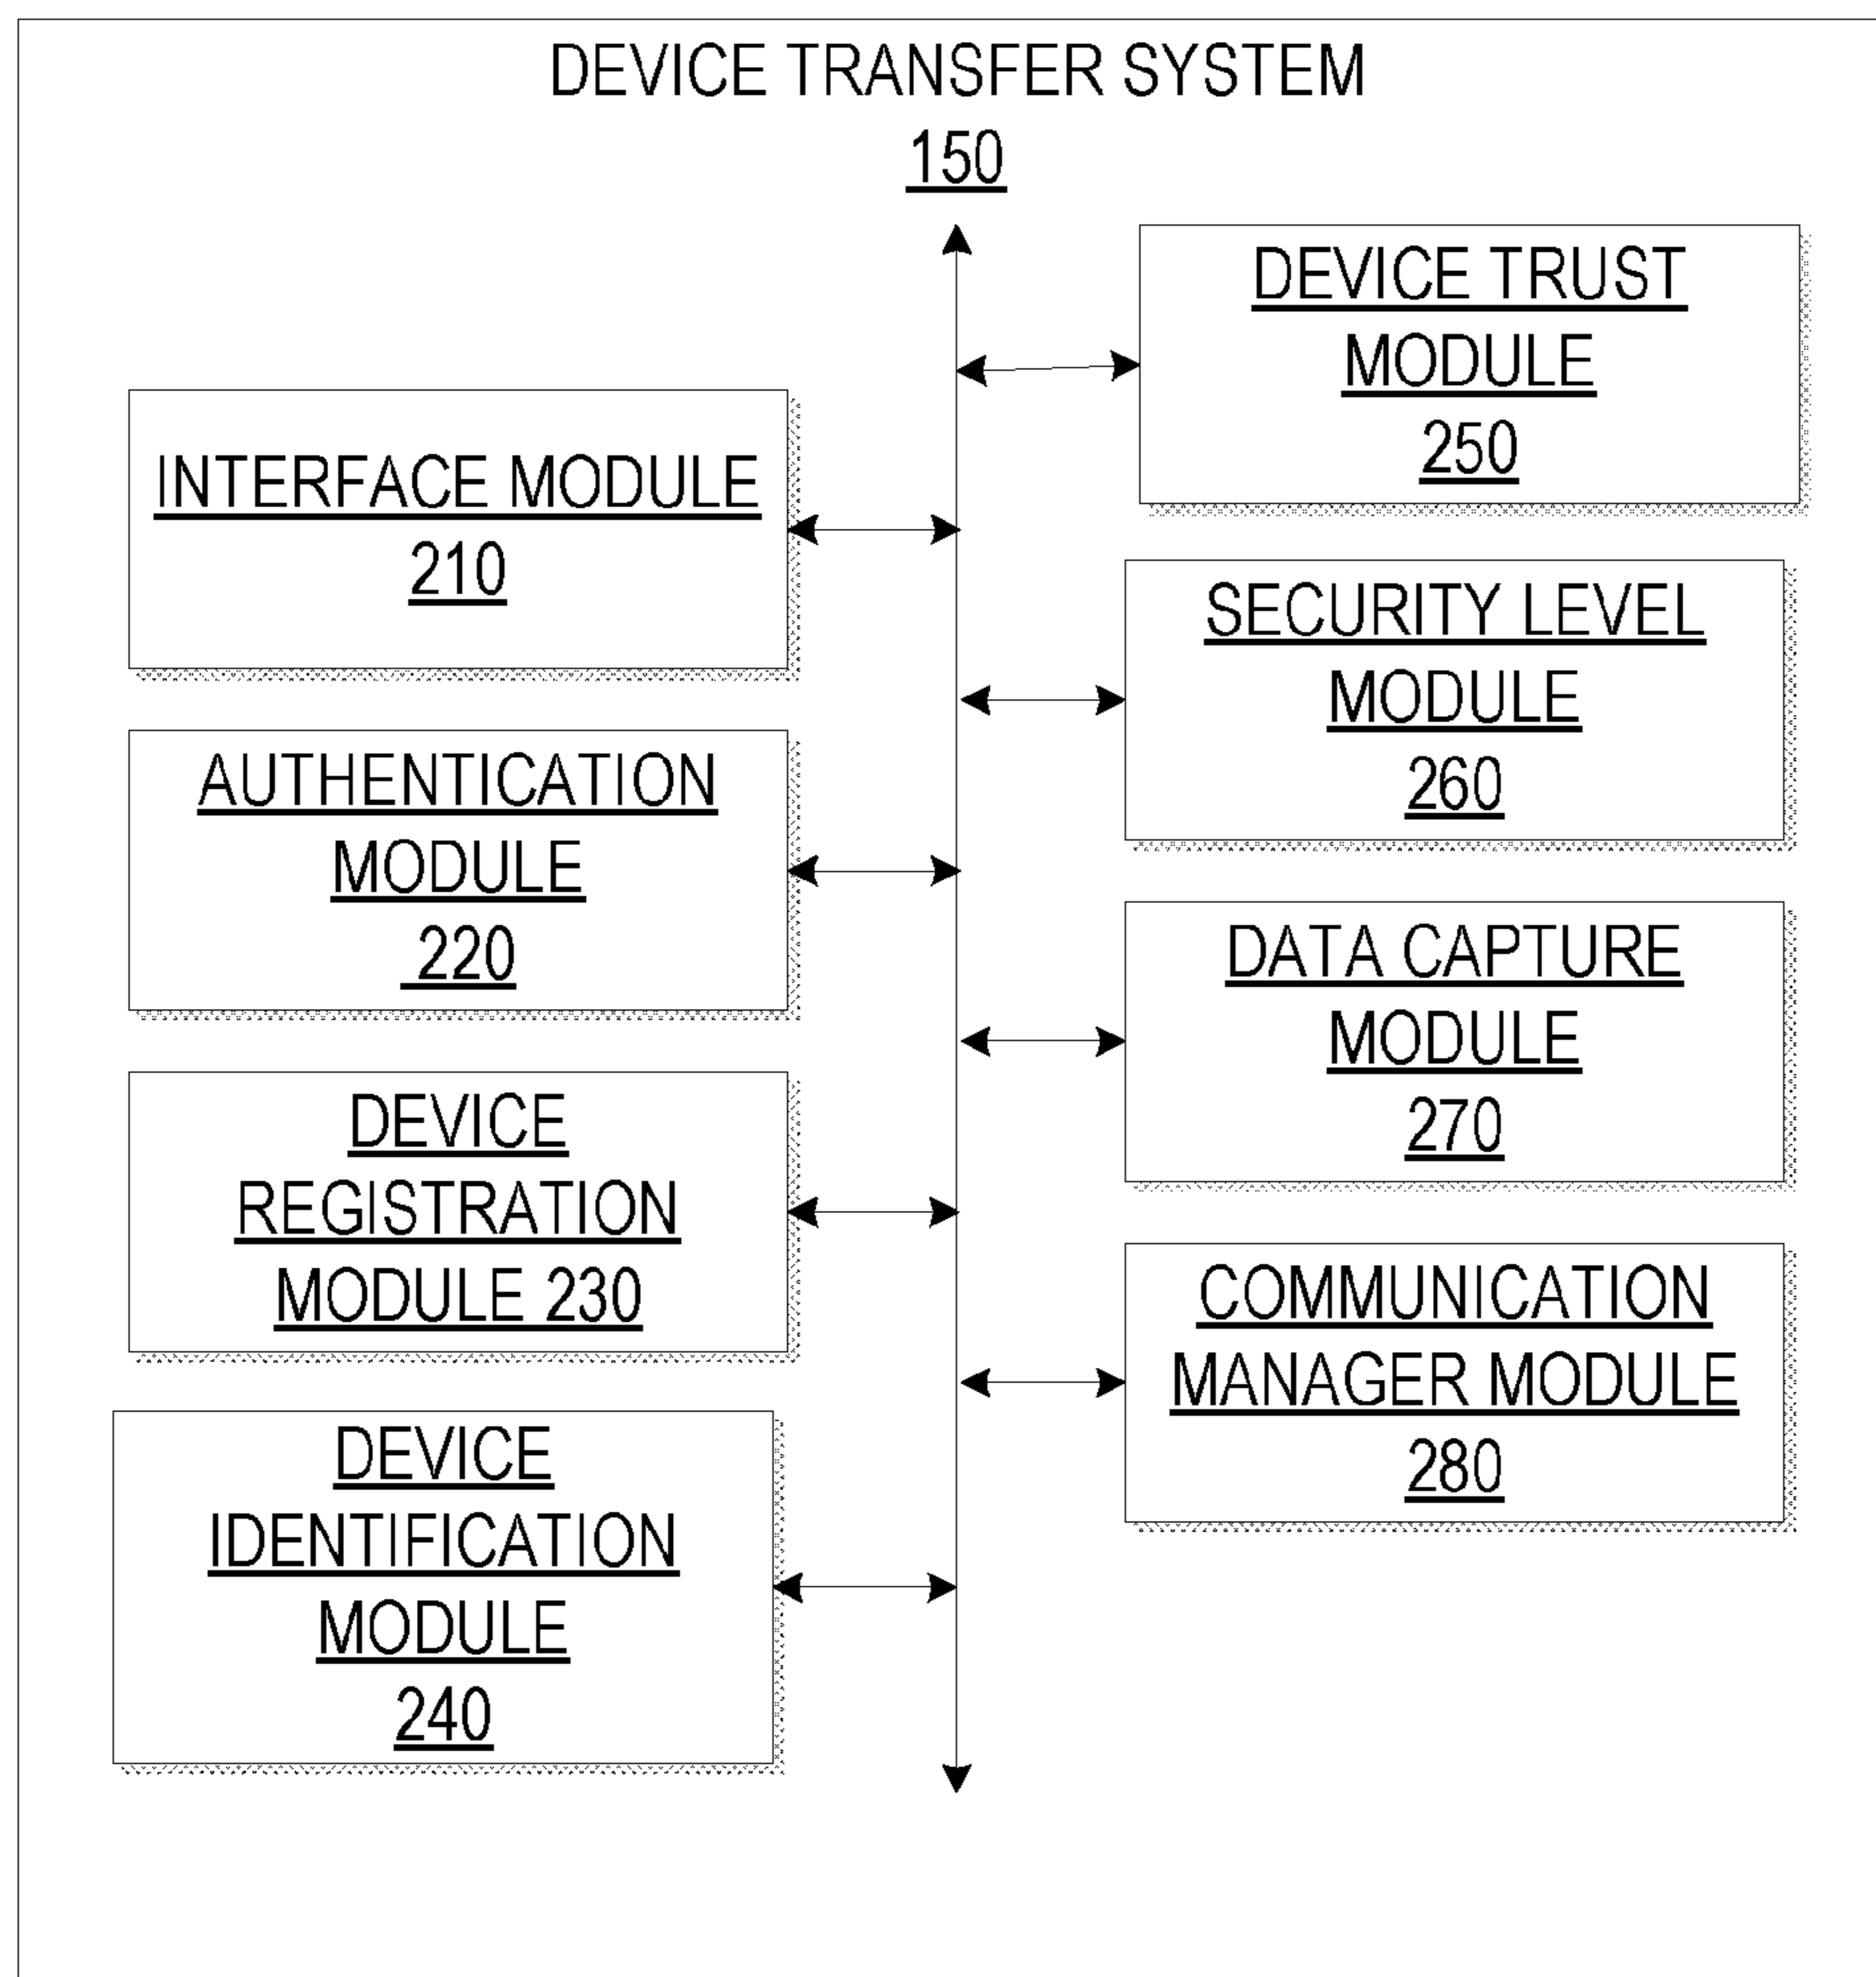 DEVICE TRANSFER SYSTEM
150
INTERFACE MODULE
210
AUTHENTICATION
MODULE
220
DEVICE
REGISTRATION
MODULE 230
DEVICE
IDENTIFICATION
MODULE
240
DEVICE TRUST
MODULE
250
SECURITY LEVEL
MODULE
260
DATA CAPTURE
MODULE
270
COMMUNICATION
MANAGER MODULE
280